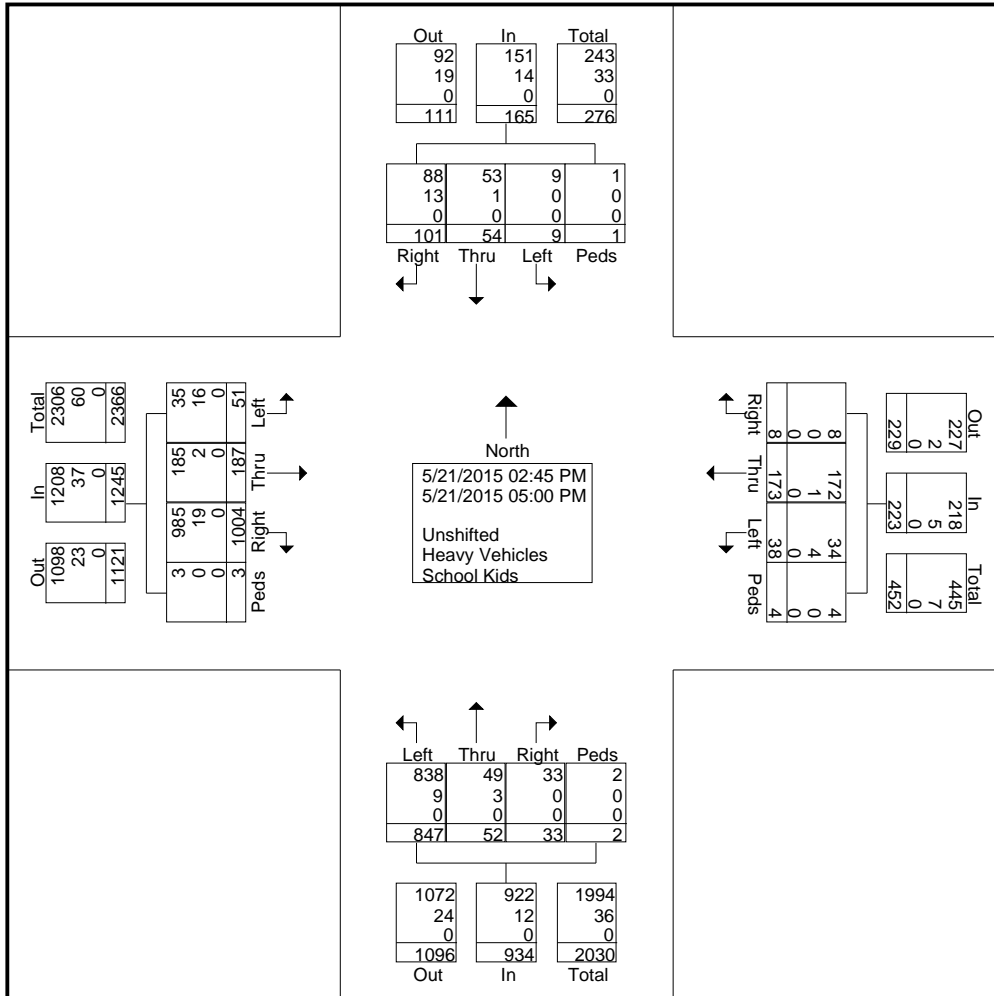 Out In Total
92 151 243
19 14 33
0 0 0
111 165 276
88 53 9 1
13 1 0 0
0 0 0 0
101 54 9 1
Right Thru Left Peds
Total
2306
60
0
2366
In
1208
37
0
1245
Out
1098
23
0
1121
35
16
0
51
Left
185
2
0
187
Thru
985
19
0
1004
Right
3
0
0
3
Peds
North
5/21/2015 02:45 PM
5/21/2015 05:00 PM
Unshifted
Heavy Vehicles
School Kids
Right
8
0
0
8
Thru
172
1
0
173
Left
34
4
0
38
Peds
4
0
0
4
Out
227
2
0
229
In
218
5
0
223
Total
445
7
0
452
Left Thru Right Peds
838 49 33 2
9 3 0 0
0 0 0 0
847 52 33 2
1072 922 1994
24 12 36
0 0 0
1096 934 2030
Out In Total